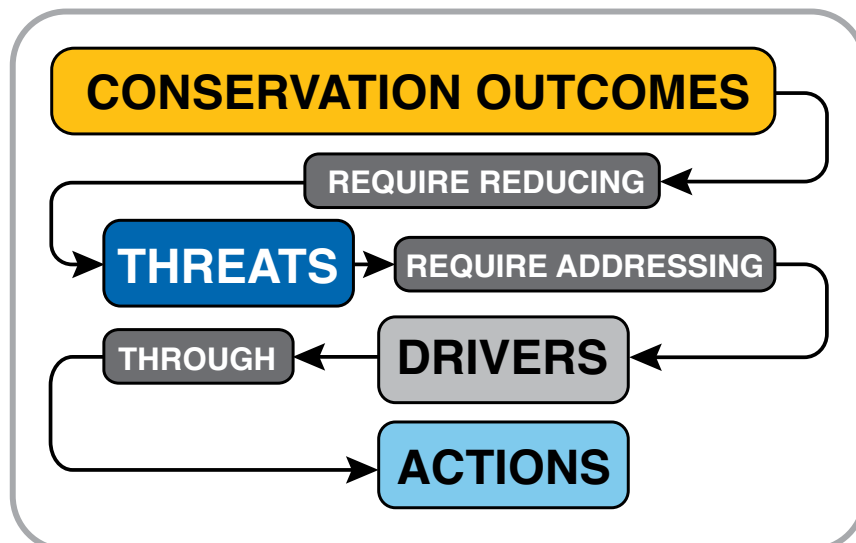 CONSERVATION OUTCOMES
REQUIRE REDUCING
THREATS
REQUIRE ADDRESSING
DRIVERS
THROUGH
ACTIONS